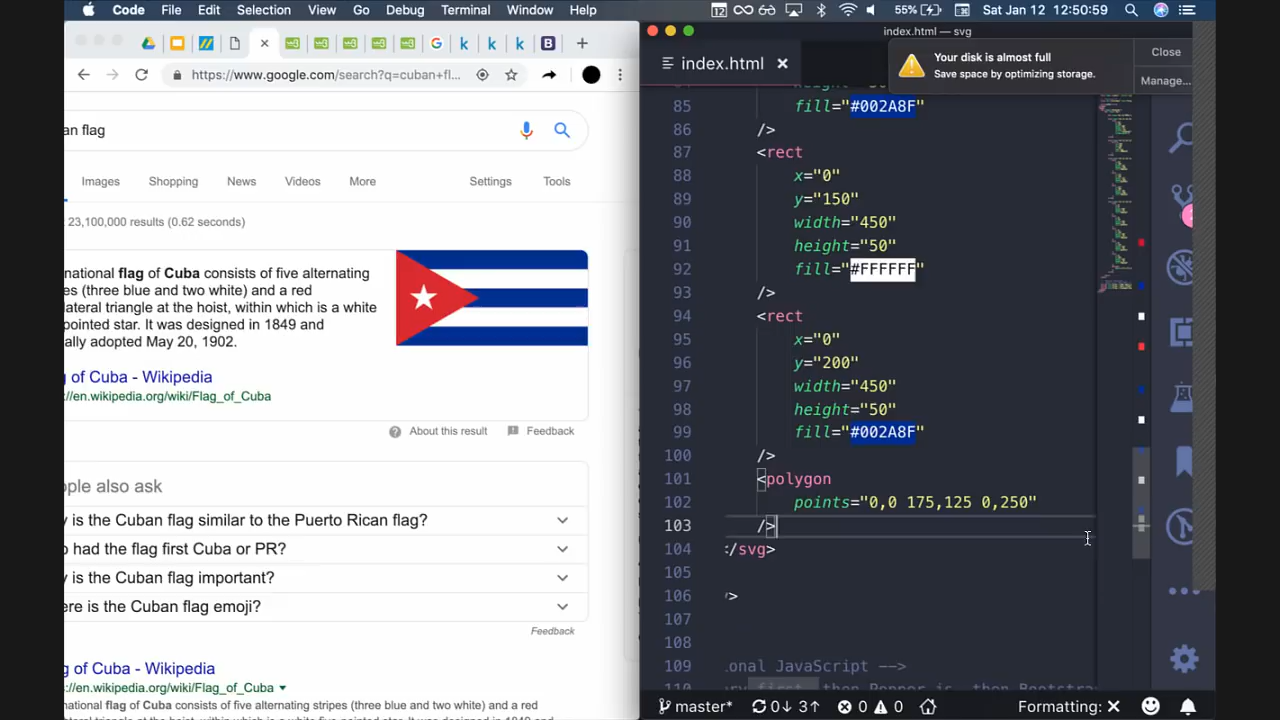 Code File Edit Selection View Go Debug Terminal Window Help 12 55% Sat Jan 12 12:50:59
index.html — svg
https://www.google.com/search?q=cuban+fl...
index.html
Your disk is almost full
Save space by optimizing storage.
Close
Manage...
an flag
Images Shopping News Videos More Settings Tools
23,100,000 results (0.62 seconds)
national flag of Cuba consists of five alternating
es (three blue and two white) and a red
lateral triangle at the hoist, within which is a white
pointed star. It was designed in 1849 and
ally adopted May 20, 1902.
g of Cuba - Wikipedia
://en.wikipedia.org/wiki/Flag_of_Cuba
About this result Feedback
ople also ask
y is the Cuban flag similar to the Puerto Rican flag?
o had the flag first Cuba or PR?
y is the Cuban flag important?
ere is the Cuban flag emoji?
Feedback
g of Cuba - Wikipedia
://en.wikipedia.org/wiki/Flag_of_Cuba
national flag of Cuba consists of five alternating stripes (three blue and two white) and a red
85 fill="#002A8F"
86 />
87 <rect
88 x="0"
89 y="150"
90 width="450"
91 height="50"
92 fill="#FFFFFF"
93 />
94 <rect
95 x="0"
96 y="200"
97 width="450"
98 height="50"
99 fill="#002A8F"
100 />
101 <polygon
102 points="0,0 175,125 0,250"
103 />
104 </svg>
105
106 >
107
108
109 onal JavaScript -->
110 first, then Popper.js, then Bootstra
master* 0↓ 3↑ 0 0 Formatting: ✕